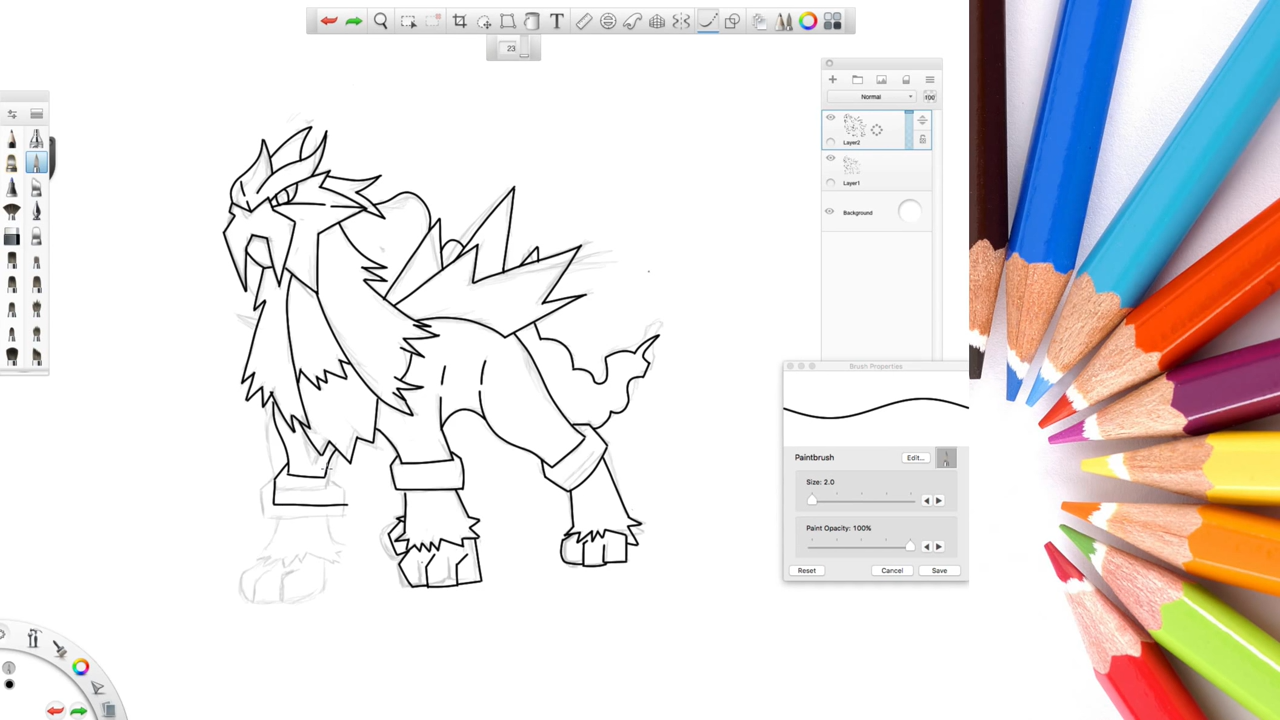 T
23
Normal
100
Layer2
Layer1
Background
Brush Properties
Paintbrush
Edit...
Size: 2.0
Paint Opacity: 100%
Reset
Cancel
Save